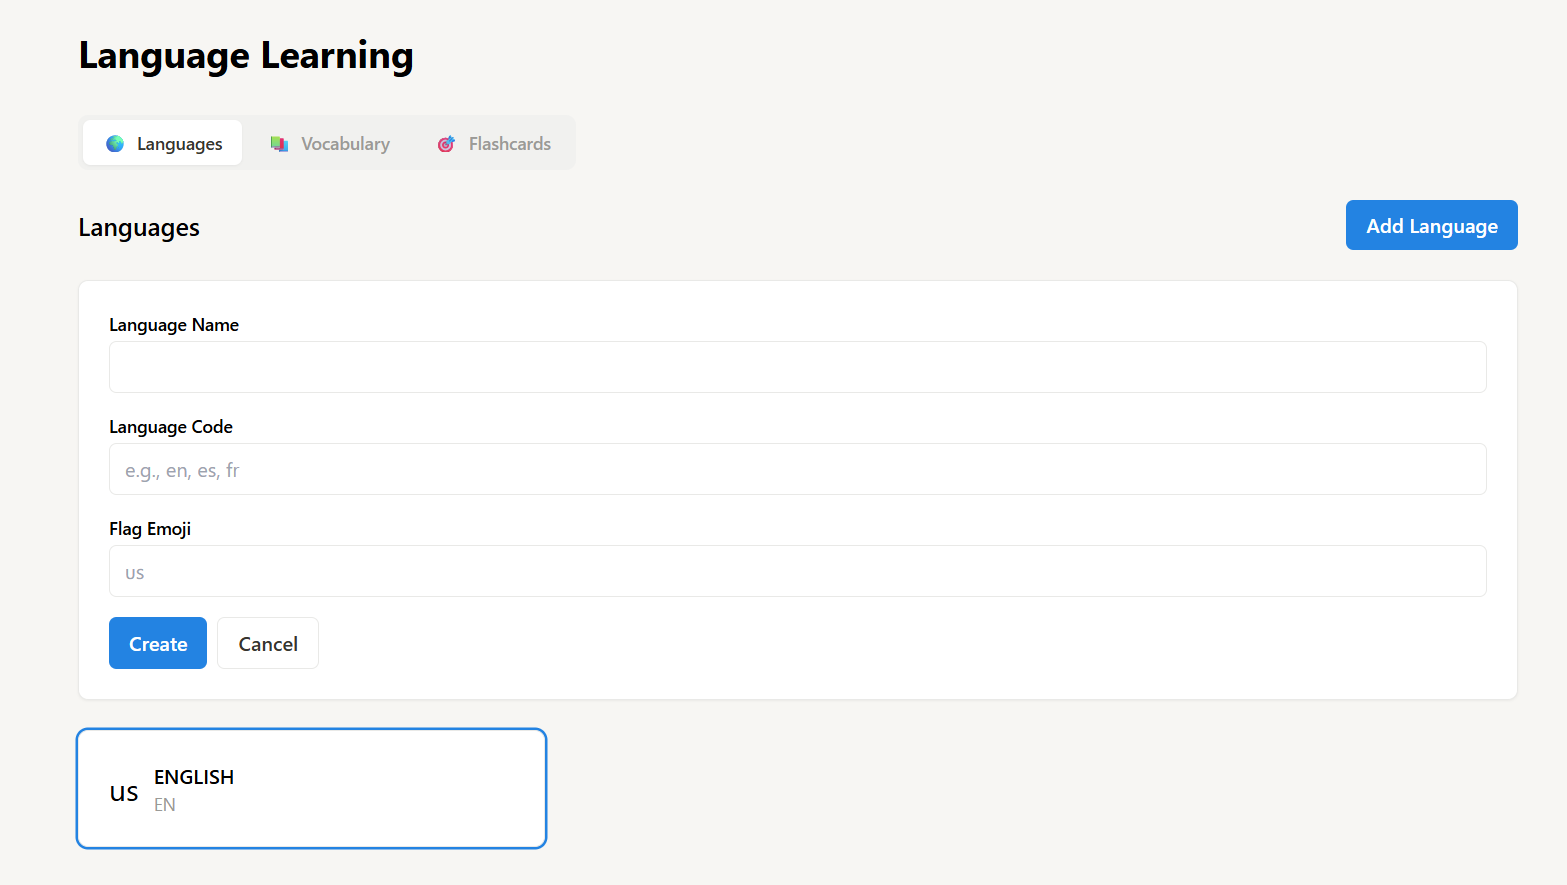 Language Learning
Languages Vocabulary Flashcards
Languages
Add Language
Language Name
Language Code
e.g., en, es, fr
Flag Emoji
us
Create Cancel
us
ENGLISH
EN